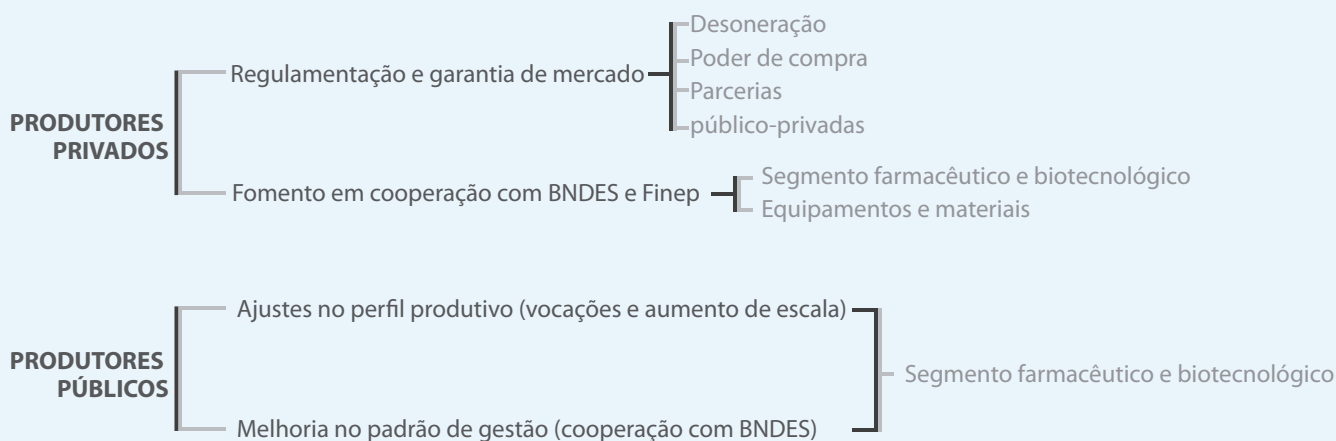 PRODUTORES
PRIVADOS
Regulamentação e garantia de mercado
Desoneração
Poder de compra
Parcerias
público-privadas
Fomento em cooperação com BNDES e Finep
Segmento farmacêutico e biotecnológico
Equipamentos e materiais
PRODUTORES
PÚBLICOS
Ajustes no perfil produtivo (vocações e aumento de escala)
Melhoria no padrão de gestão (cooperação com BNDES)
Segmento farmacêutico e biotecnológico